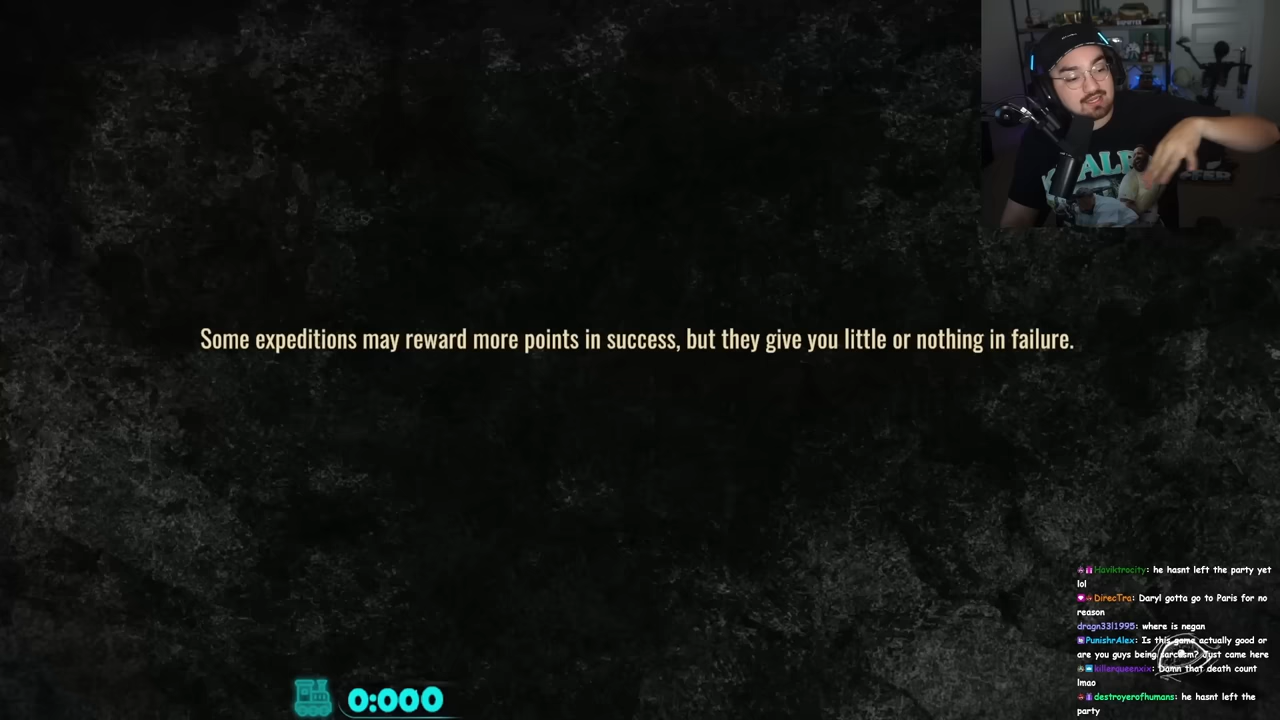 Some expeditions may reward more points in success, but they give you little or nothing in failure.
0:000
Haviktrocity: he hasnt left the party yet
lol
DirecTra: Daryl gotta go to Paris for no
reason
dragn33l1995: where is negan
PunishrAlex: Is this game actually good or
are you guys being sarcasm? Just came here
killerqueenxix: Damn that death count
lmao
destroyerofhumans: he hasnt left the
party